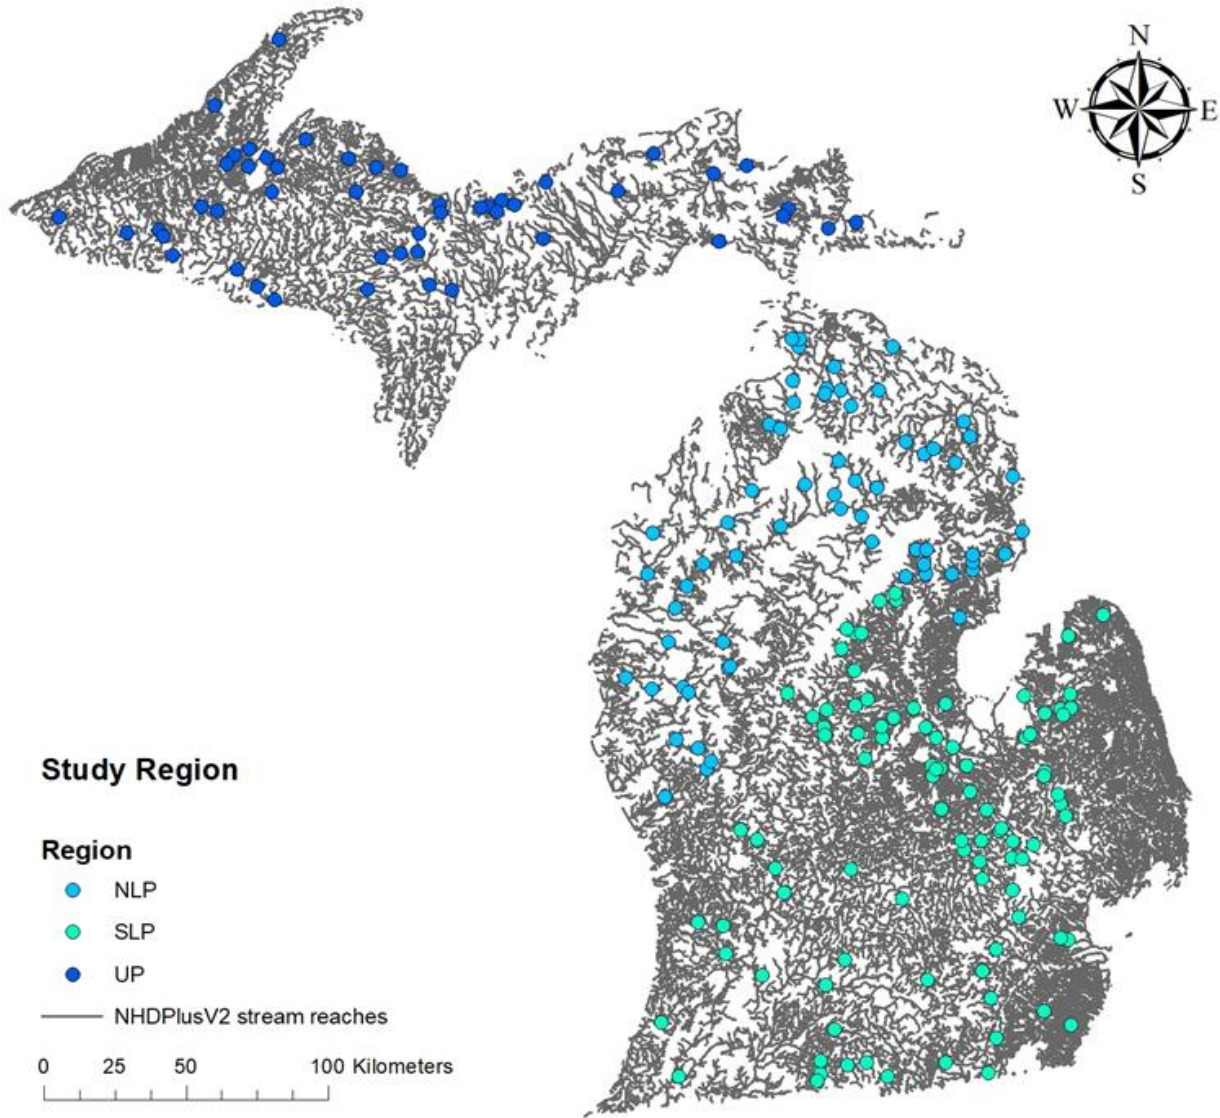 N
W E
S
Study Region
Region
NLP
SLP
UP
NHDPlusV2 stream reaches
0 25 50 100 Kilometers